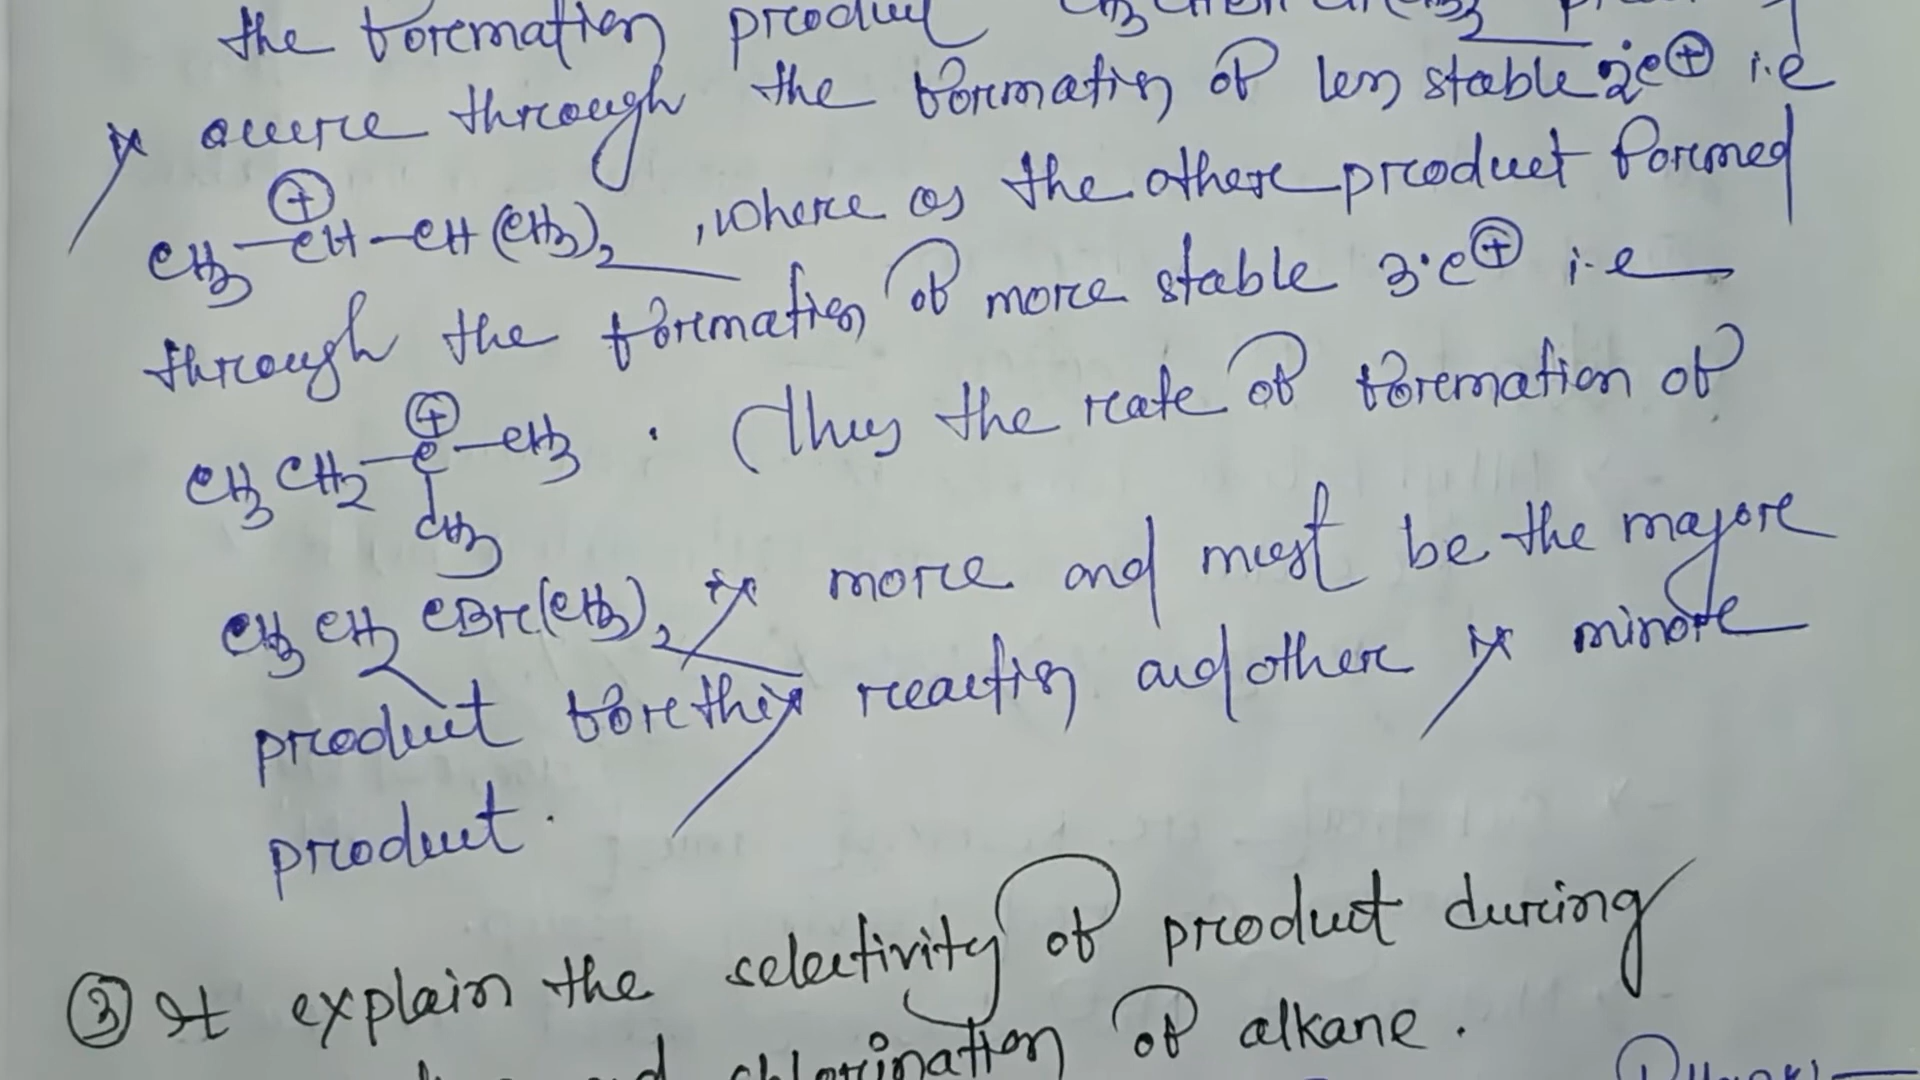 the formation product
is occure through the formation of less stable 2°C⊕ i.e
CH3–CH⊕–CH(CH3)2, where as the other product formed
through the formation of more stable 3°C⊕ i.e
CH3CH2–C⊕–CH3. Thus the rate of formation of
CH3
CH3CH2CBr(CH3)2 is more and must be the major
product for this reaction and other is minor
product.
③ It explain the selectivity of product during
and chlorination of alkane.